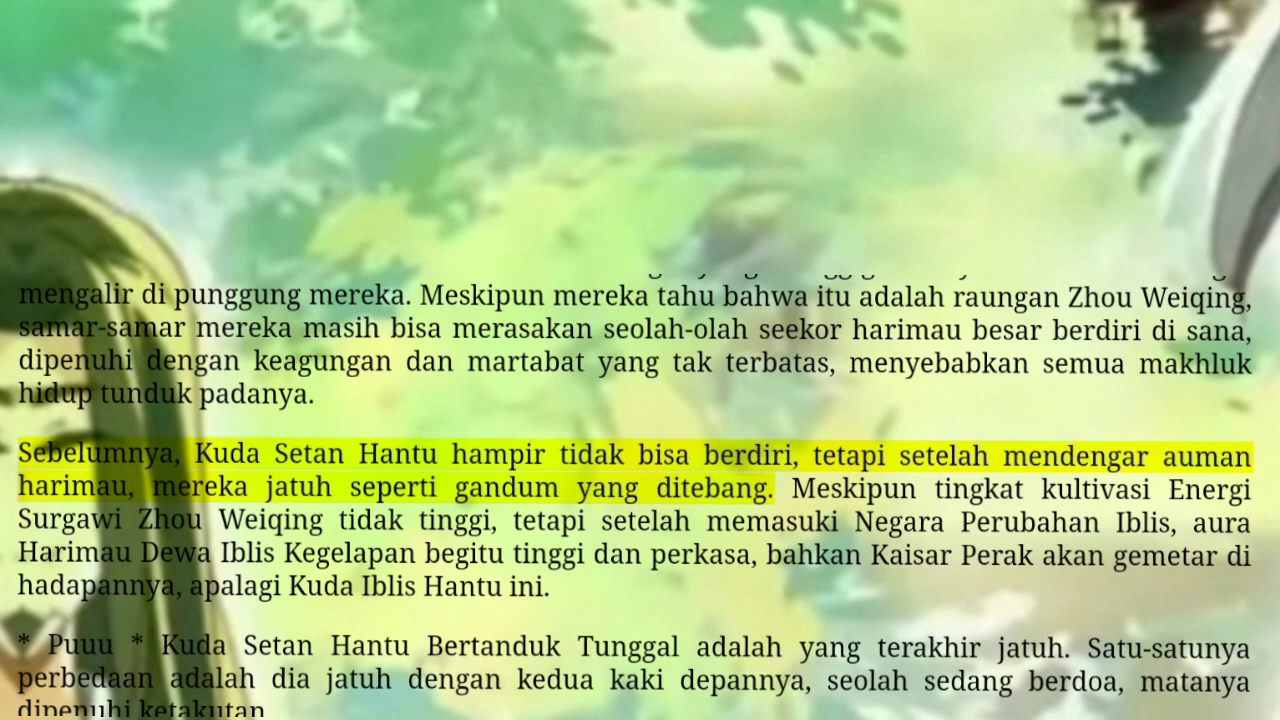 mengalir di punggung mereka. Meskipun mereka tahu bahwa itu adalah raungan Zhou Weiqing,
samar-samar mereka masih bisa merasakan seolah-olah seekor harimau besar berdiri di sana,
dipenuhi dengan keagungan dan martabat yang tak terbatas, menyebabkan semua makhluk
hidup tunduk padanya.
Sebelumnya, Kuda Setan Hantu hampir tidak bisa berdiri, tetapi setelah mendengar auman
harimau, mereka jatuh seperti gandum yang ditebang. Meskipun tingkat kultivasi Energi
Surgawi Zhou Weiqing tidak tinggi, tetapi setelah memasuki Negara Perubahan Iblis, aura
Harimau Dewa Iblis Kegelapan begitu tinggi dan perkasa, bahkan Kaisar Perak akan gemetar di
hadapannya, apalagi Kuda Iblis Hantu ini.
* Puuu * Kuda Setan Hantu Bertanduk Tunggal adalah yang terakhir jatuh. Satu-satunya
perbedaan adalah dia jatuh dengan kedua kaki depannya, seolah sedang berdoa, matanya
dipenuhi ketakutan